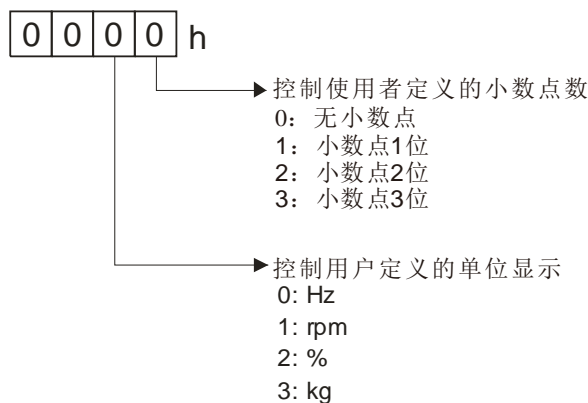 0 0 0 0 h
控制使用者定义的小数点数
0：无小数点
1：小数点1位
2：小数点2位
3：小数点3位
控制用户定义的单位显示
0: Hz
1: rpm
2: %
3: kg